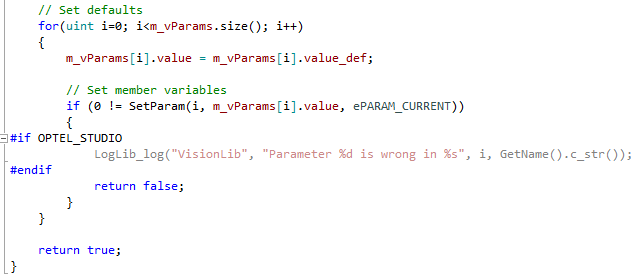 // Set defaults
for(uint i=0; i<m_vParams.size(); i++)
{
m_vParams[i].value = m_vParams[i].value_def;
// Set member variables
if (0 != SetParam(i, m_vParams[i].value, ePARAM_CURRENT))
{
#if OPTEL_STUDIO
LogLib_log("VisionLib", "Parameter %d is wrong in %s", i, GetName().c_str());
#endif
return false;
}
}
return true;
}